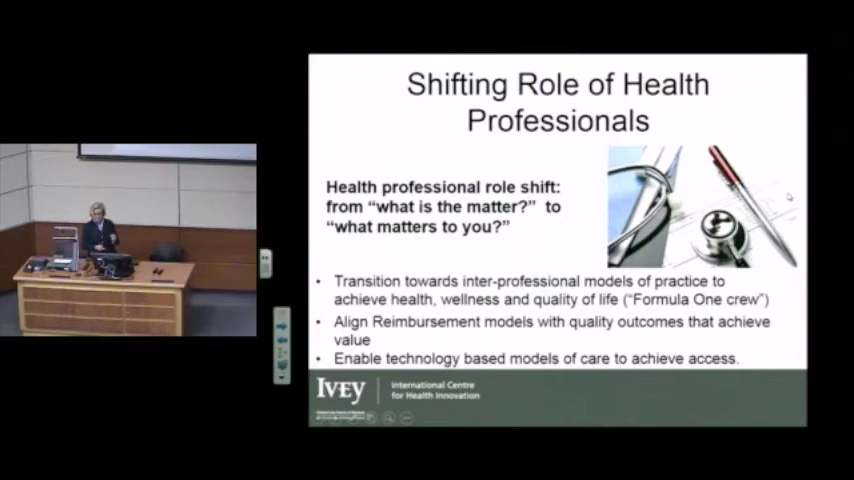 Shifting Role of Health
Professionals
Health professional role shift:
from “what is the matter?” to
“what matters to you?”
• Transition towards inter-professional models of practice to
achieve health, wellness and quality of life (“Formula One crew”)
• Align Reimbursement models with quality outcomes that achieve
value
• Enable technology based models of care to achieve access.
IVEY
International Centre
for Health Innovation